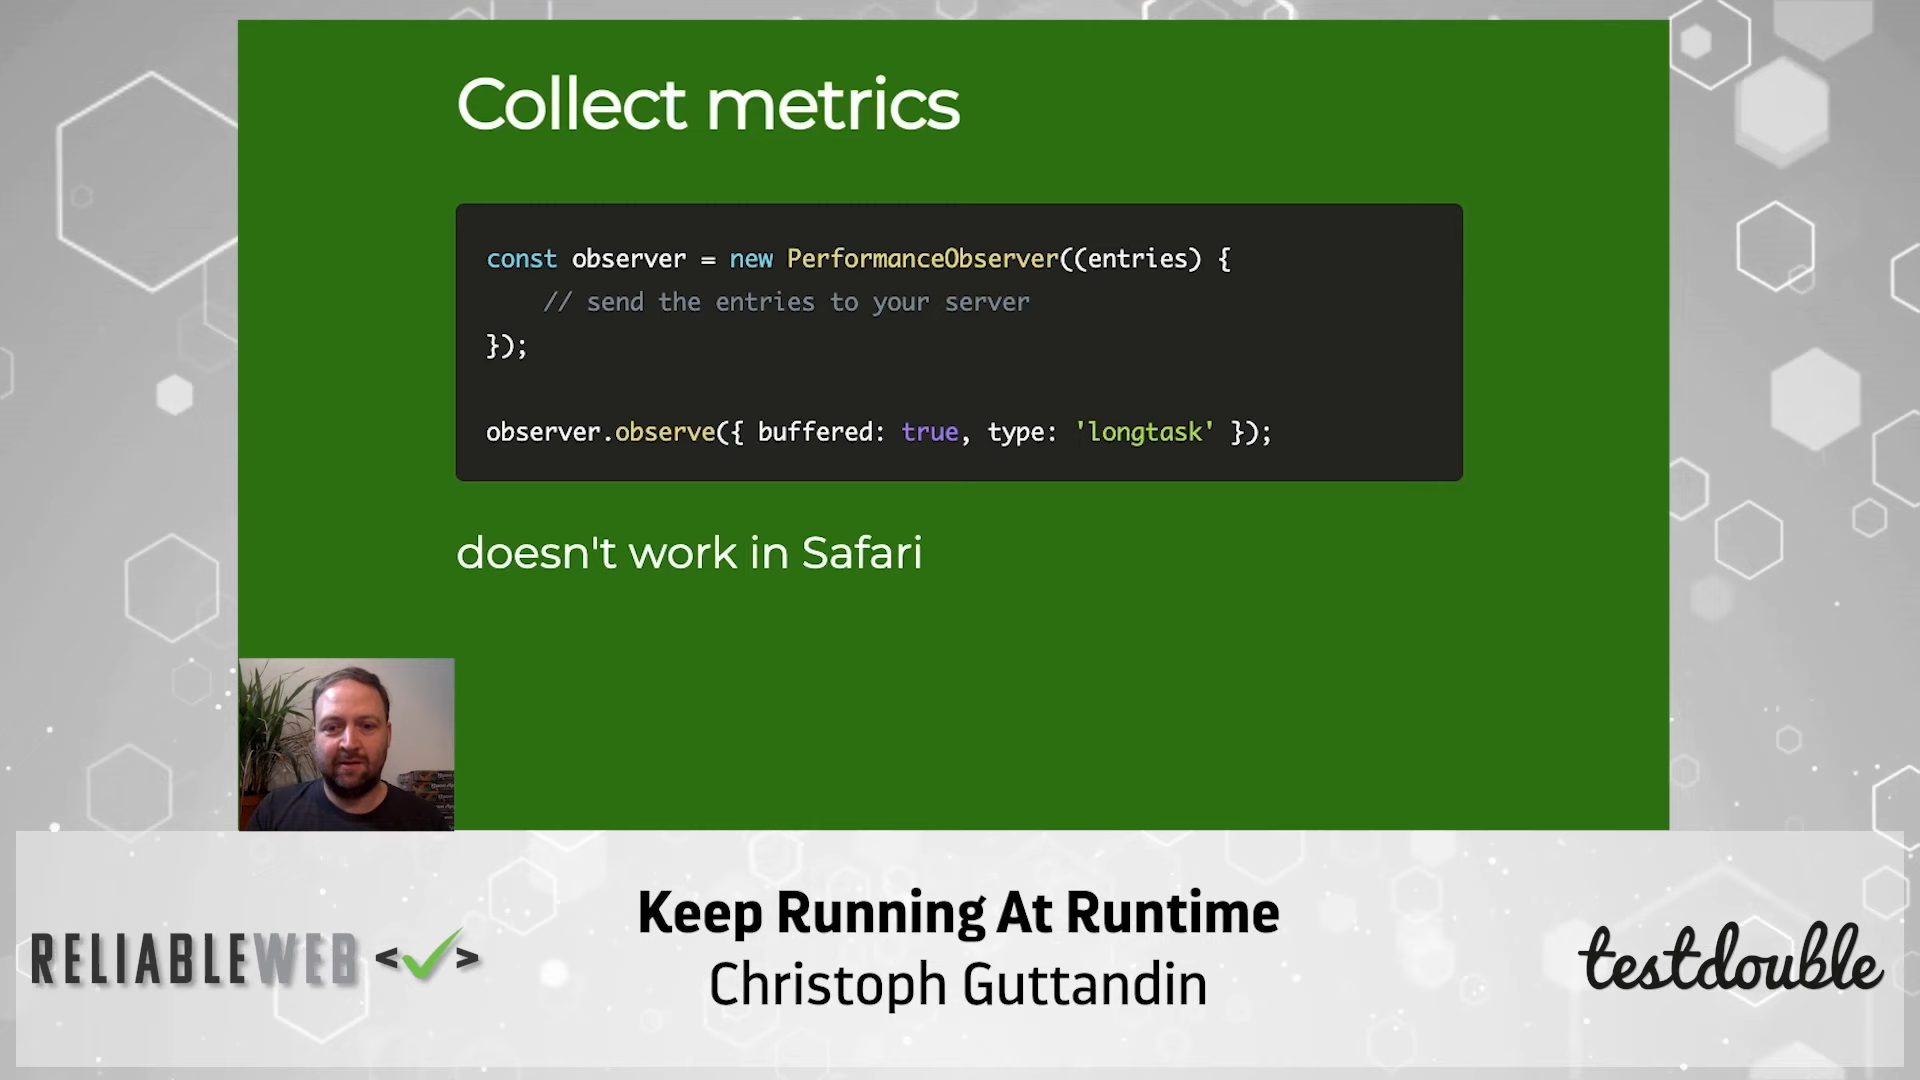 Collect metrics
const observer = new PerformanceObserver((entries) {
// send the entries to your server
});
observer.observe({ buffered: true, type: 'longtask' });
doesn't work in Safari
Keep Running At Runtime
Christoph Guttandin
RELIABLEWEB <✓>
testdouble